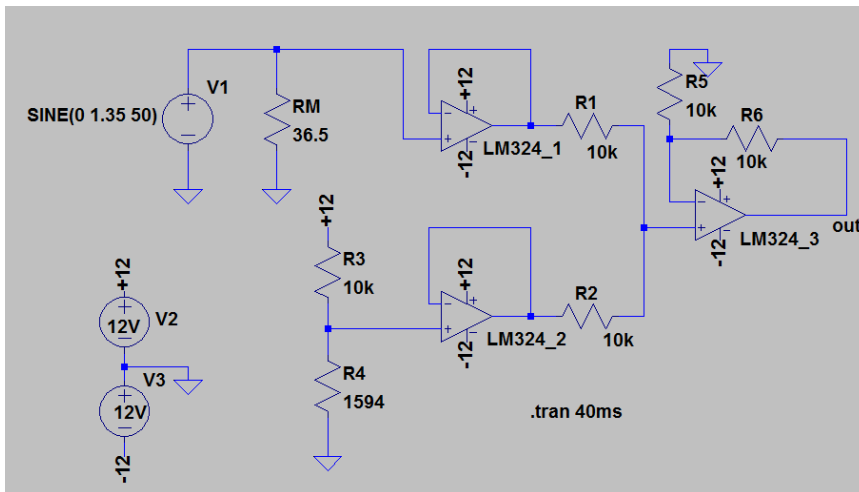 V1
SINE(0 1.35 50)
RM
36.5
+12
-12
LM324_1
R1
10k
R5
10k
R6
10k
+12
-12
LM324_3
out
+12
R3
10k
R4
1594
+12
-12
LM324_2
R2
10k
+12
12V
V2
V3
12V
-12
.tran 40ms